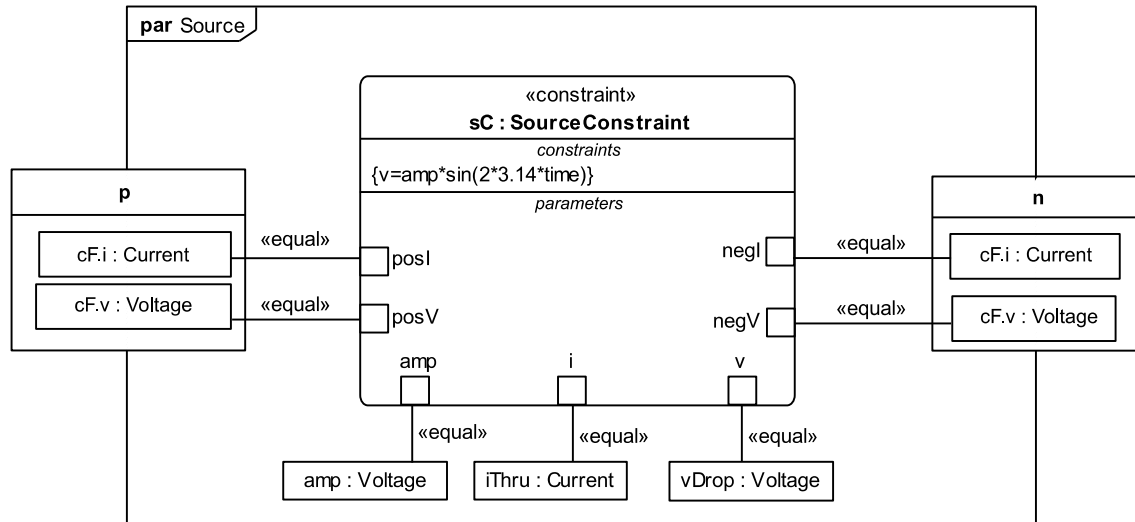 par Source
«constraint»
sC : SourceConstraint
constraints
{v=amp*sin(2*3.14*time)}
parameters
p
cF.i : Current
cF.v : Voltage
«equal»
«equal»
posI
posV
negI
negV
«equal»
«equal»
n
cF.i : Current
cF.v : Voltage
amp
i
v
«equal»
«equal»
«equal»
amp : Voltage
iThru : Current
vDrop : Voltage